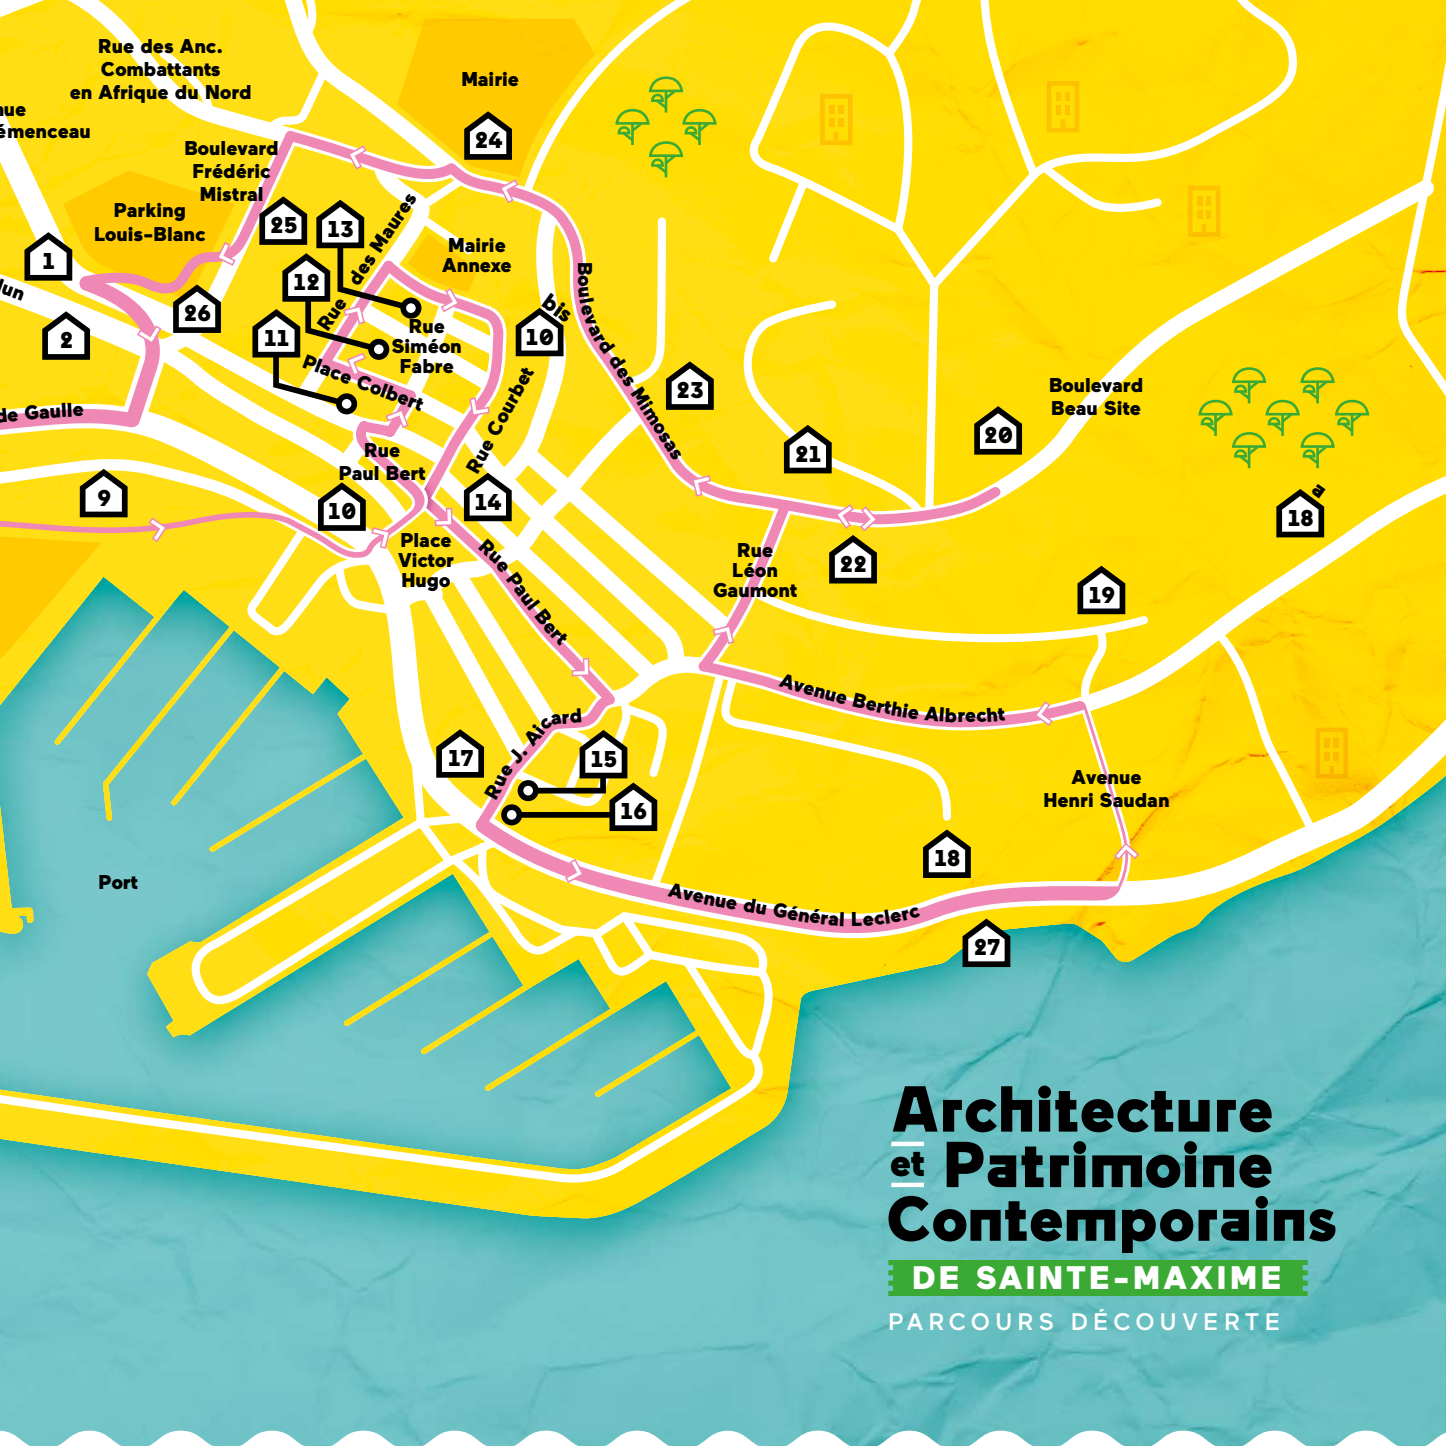 Rue des Anc.
Combattants
en Afrique du Nord
Mairie
24
nue
émenceau
Boulevard
Frédéric
Mistral
Parking
Louis-Blanc
25
13
Rue des Maures
Mairie
Annexe
1
lun
2
26
12
11
Rue
Siméon
Fabre
10 bis
Boulevard des Mimosas
Place Colbert
Rue Courbet
23
de Gaulle
Boulevard
Beau Site
20
21
Rue
Paul Bert
9
10
14
18 a
Place
Victor
Hugo
Rue Paul Bert
Rue
Léon
Gaumont
22
19
Avenue Berthie Albrecht
17
Rue J. Aicard
15
16
Avenue
Henri Saudan
18
Port
Avenue du Général Leclerc
27
Architecture
et Patrimoine
Contemporains
DE SAINTE-MAXIME
PARCOURS DÉCOUVERTE